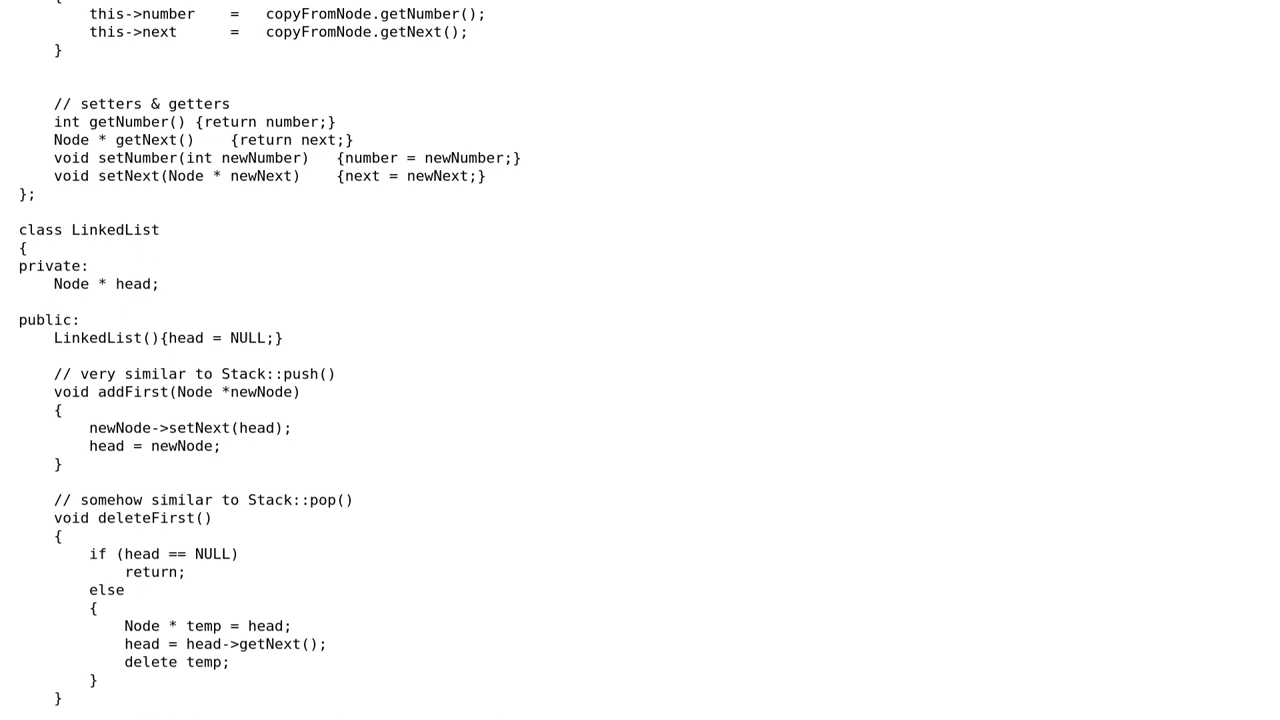 {
        this->number    =   copyFromNode.getNumber();
        this->next      =   copyFromNode.getNext();
    }
    // setters & getters
    int getNumber() {return number;}
    Node * getNext()    {return next;}
    void setNumber(int newNumber)   {number = newNumber;}
    void setNext(Node * newNext)    {next = newNext;}
};
class LinkedList
{
private:
    Node * head;
public:
    LinkedList(){head = NULL;}
    // very similar to Stack::push()
    void addFirst(Node *newNode)
    {
        newNode->setNext(head);
        head = newNode;
    }
    // somehow similar to Stack::pop()
    void deleteFirst()
    {
        if (head == NULL)
            return;
        else
        {
            Node * temp = head;
            head = head->getNext();
            delete temp;
        }
    }